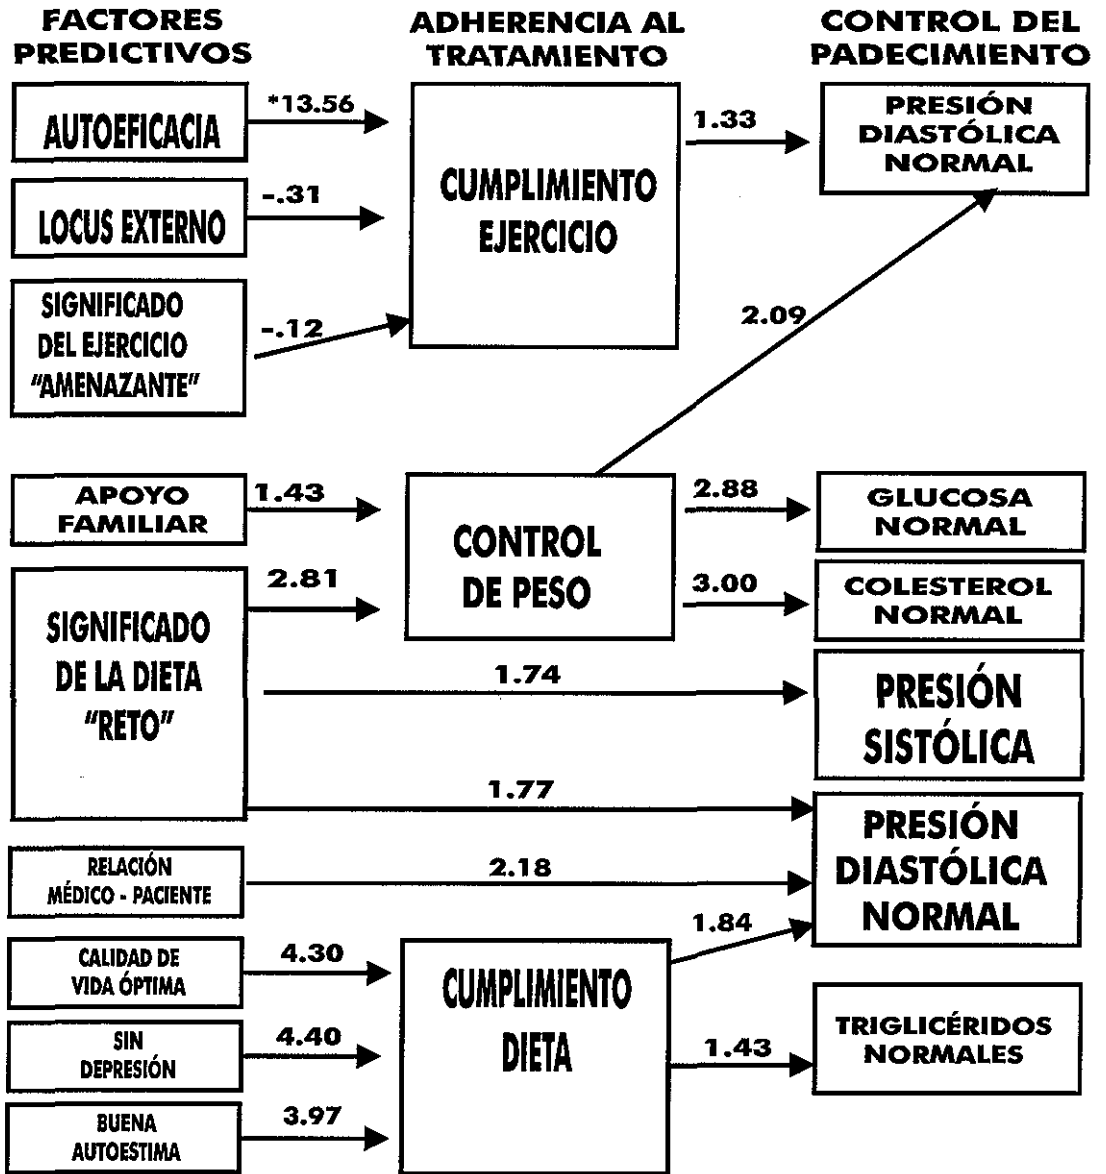 FACTORES
PREDICTIVOS
ADHERENCIA AL
TRATAMIENTO
CONTROL DEL
PADECIMIENTO
AUTOEFICACIA
*13.56
CUMPLIMIENTO
EJERCICIO
1.33
PRESIÓN
DIASTÓLICA
NORMAL
LOCUS EXTERNO
-.31
SIGNIFICADO
DEL EJERCICIO
"AMENAZANTE"
-.12
2.09
APOYO
FAMILIAR
1.43
CONTROL
DE PESO
2.88
GLUCOSA
NORMAL
SIGNIFICADO
DE LA DIETA
"RETO"
2.81
3.00
COLESTEROL
NORMAL
1.74
PRESIÓN
SISTÓLICA
1.77
PRESIÓN
DIASTÓLICA
NORMAL
RELACIÓN
MÉDICO - PACIENTE
2.18
1.84
CALIDAD DE
VIDA ÓPTIMA
4.30
CUMPLIMIENTO
DIETA
SIN
DEPRESIÓN
4.40
1.43
TRIGLICÉRIDOS
NORMALES
BUENA
AUTOESTIMA
3.97